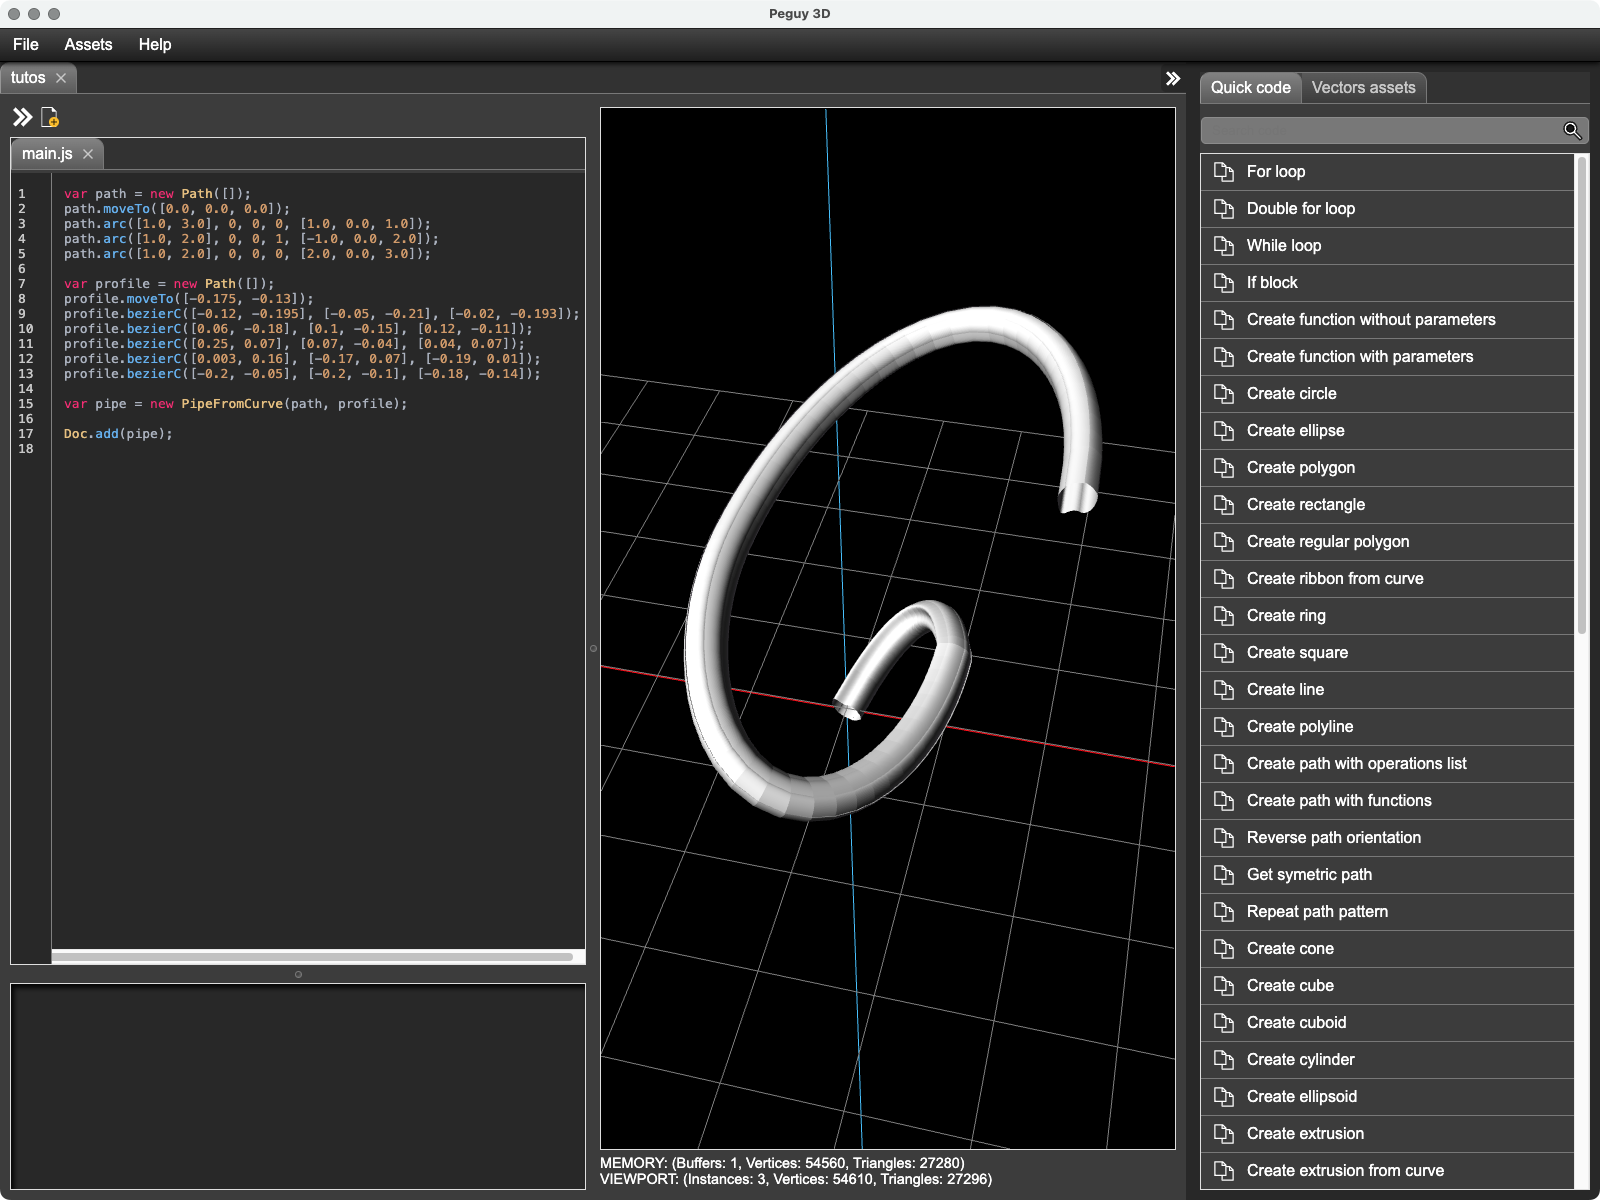 Peguy 3D
File Assets Help
tutos
main.js
1 var path = new Path([]);
2 path.moveTo([0.0, 0.0, 0.0]);
3 path.arc([1.0, 3.0], 0, 0, 0, [1.0, 0.0, 1.0]);
4 path.arc([1.0, 2.0], 0, 0, 1, [-1.0, 0.0, 2.0]);
5 path.arc([1.0, 2.0], 0, 0, 0, [2.0, 0.0, 3.0]);
6
7 var profile = new Path([]);
8 profile.moveTo([-0.175, -0.13]);
9 profile.bezierC([-0.12, -0.195], [-0.05, -0.21], [-0.02, -0.193]);
10 profile.bezierC([0.06, -0.18], [0.1, -0.15], [0.12, -0.11]);
11 profile.bezierC([0.25, 0.07], [0.07, -0.04], [0.04, 0.07]);
12 profile.bezierC([0.003, 0.16], [-0.17, 0.07], [-0.19, 0.01]);
13 profile.bezierC([-0.2, -0.05], [-0.2, -0.1], [-0.18, -0.14]);
14
15 var pipe = new PipeFromCurve(path, profile);
16
17 Doc.add(pipe);
18
MEMORY: (Buffers: 1, Vertices: 54560, Triangles: 27280)
VIEWPORT: (Instances: 3, Vertices: 54610, Triangles: 27296)
Quick code Vectors assets
For loop
Double for loop
While loop
If block
Create function without parameters
Create function with parameters
Create circle
Create ellipse
Create polygon
Create rectangle
Create regular polygon
Create ribbon from curve
Create ring
Create square
Create line
Create polyline
Create path with operations list
Create path with functions
Reverse path orientation
Get symetric path
Repeat path pattern
Create cone
Create cube
Create cuboid
Create cylinder
Create ellipsoid
Create extrusion
Create extrusion from curve